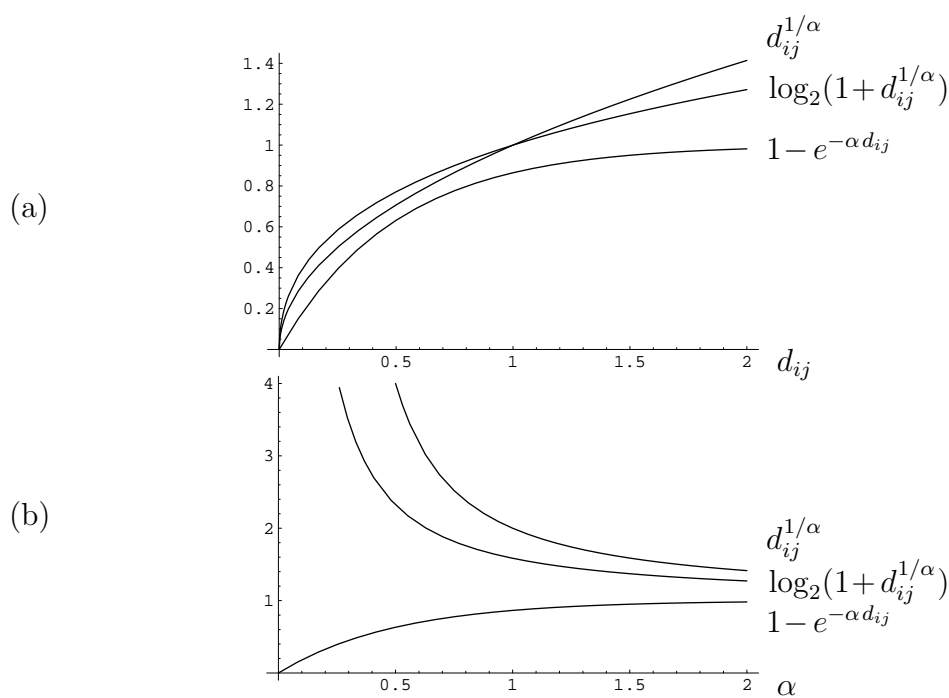 d_{ij}^{1/α}
1.4
log₂(1+ d_{ij}^{1/α})
1.2
1
1− e^{−α d_{ij}}
0.8
(a)
0.6
0.4
0.2
0.5 1 1.5 2 d_{ij}
4
3
(b)
2
d_{ij}^{1/α}
log₂(1+ d_{ij}^{1/α})
1
1− e^{−α d_{ij}}
0.5 1 1.5 2 α